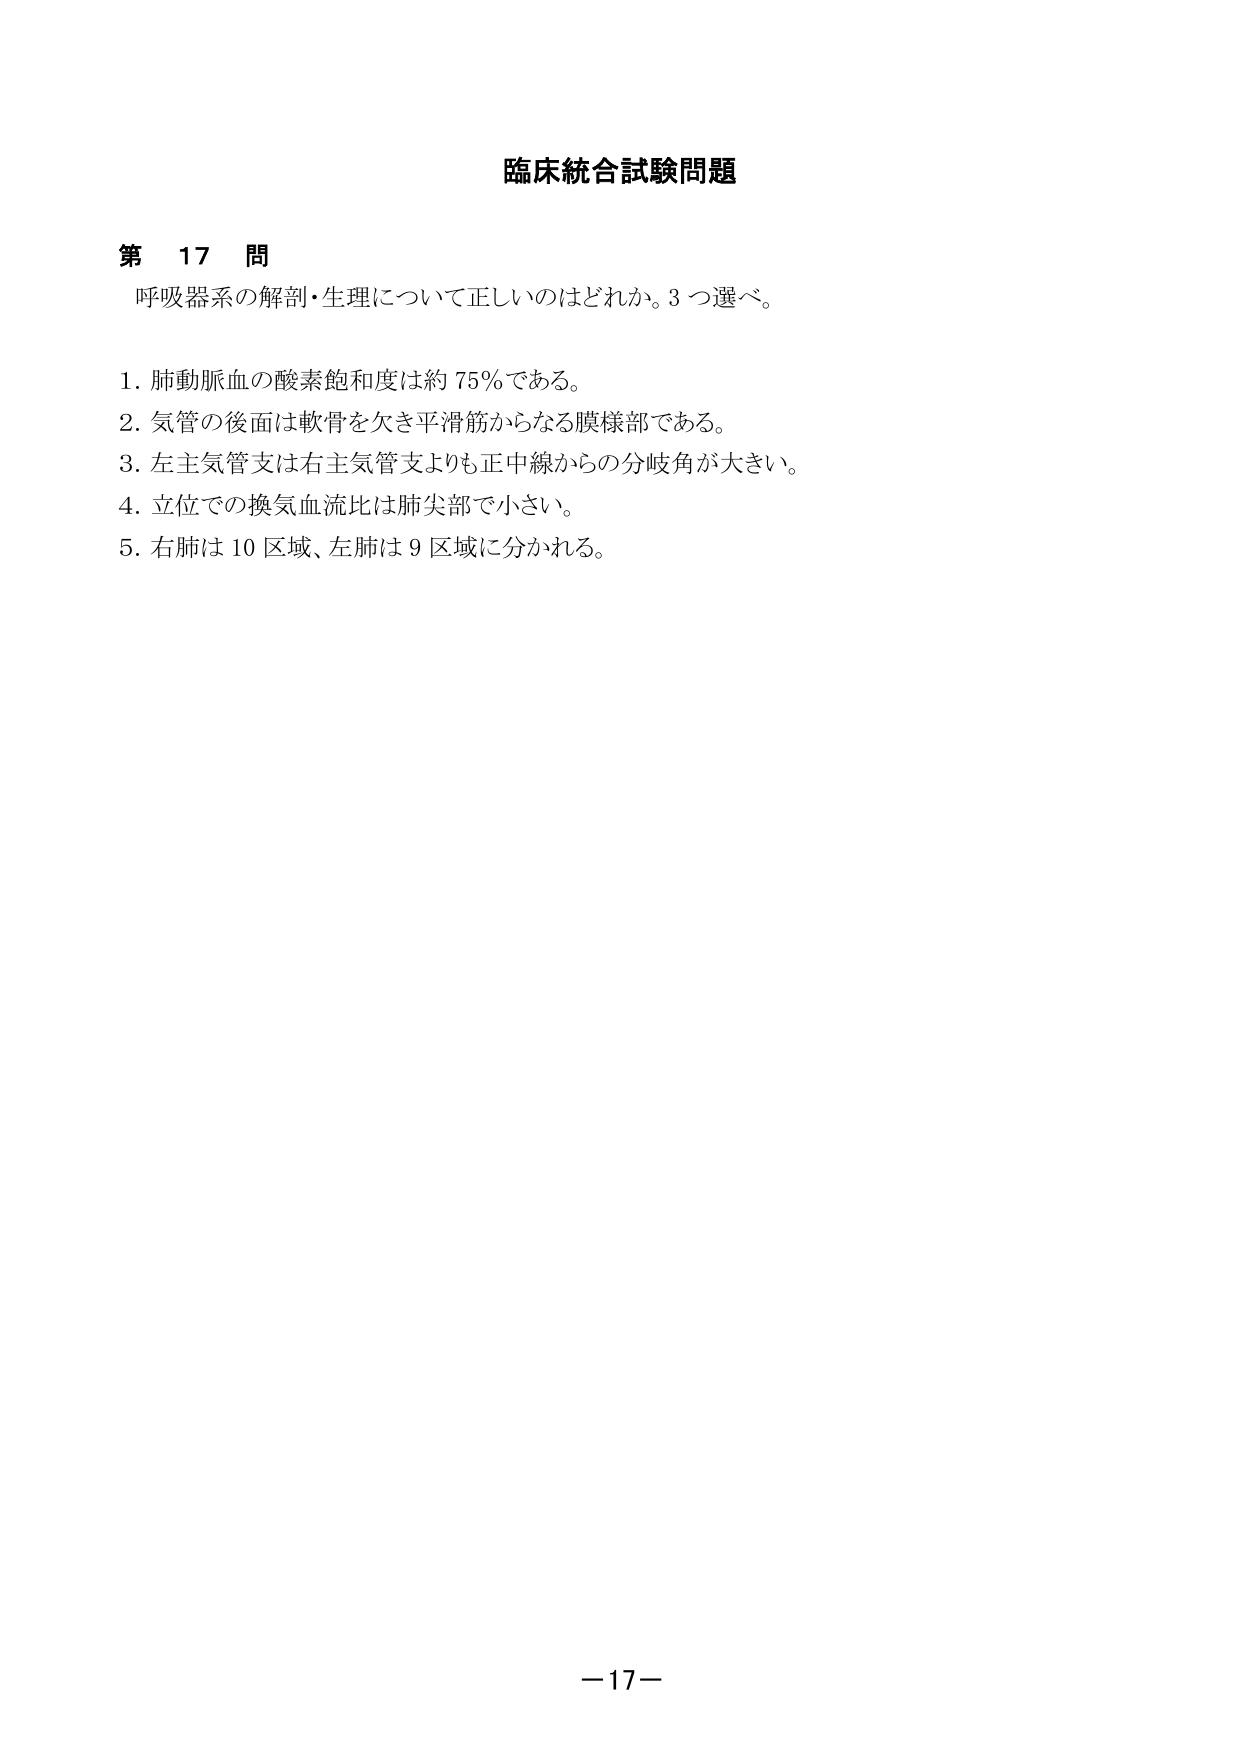 臨床統合試験問題
第 17 問
呼吸器系の解剖・生理について正しいのはどれか。3 つ選べ。
1. 肺動脈血の酸素飽和度は約 75％である。
2. 気管の後面は軟骨を欠き平滑筋からなる膜様部である。
3. 左主気管支は右主気管支よりも正中線からの分岐角が大きい。
4. 立位での換気血流比は肺尖部で小さい。
5. 右肺は 10 区域、左肺は 9 区域に分かれる。
―17―